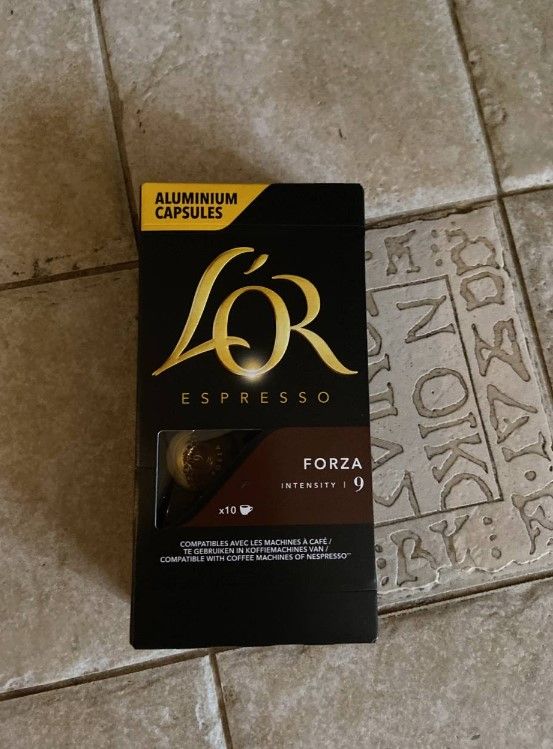 ALUMINIUM
CAPSULES
L'OR
ESPRESSO
FORZA
INTENSITY | 9
x10
COMPATIBLES AVEC LES MACHINES À CAFÉ /
TE GEBRUIKEN IN KOFFIEMACHINES VAN /
COMPATIBLE WITH COFFEE MACHINES OF NESPRESSO**